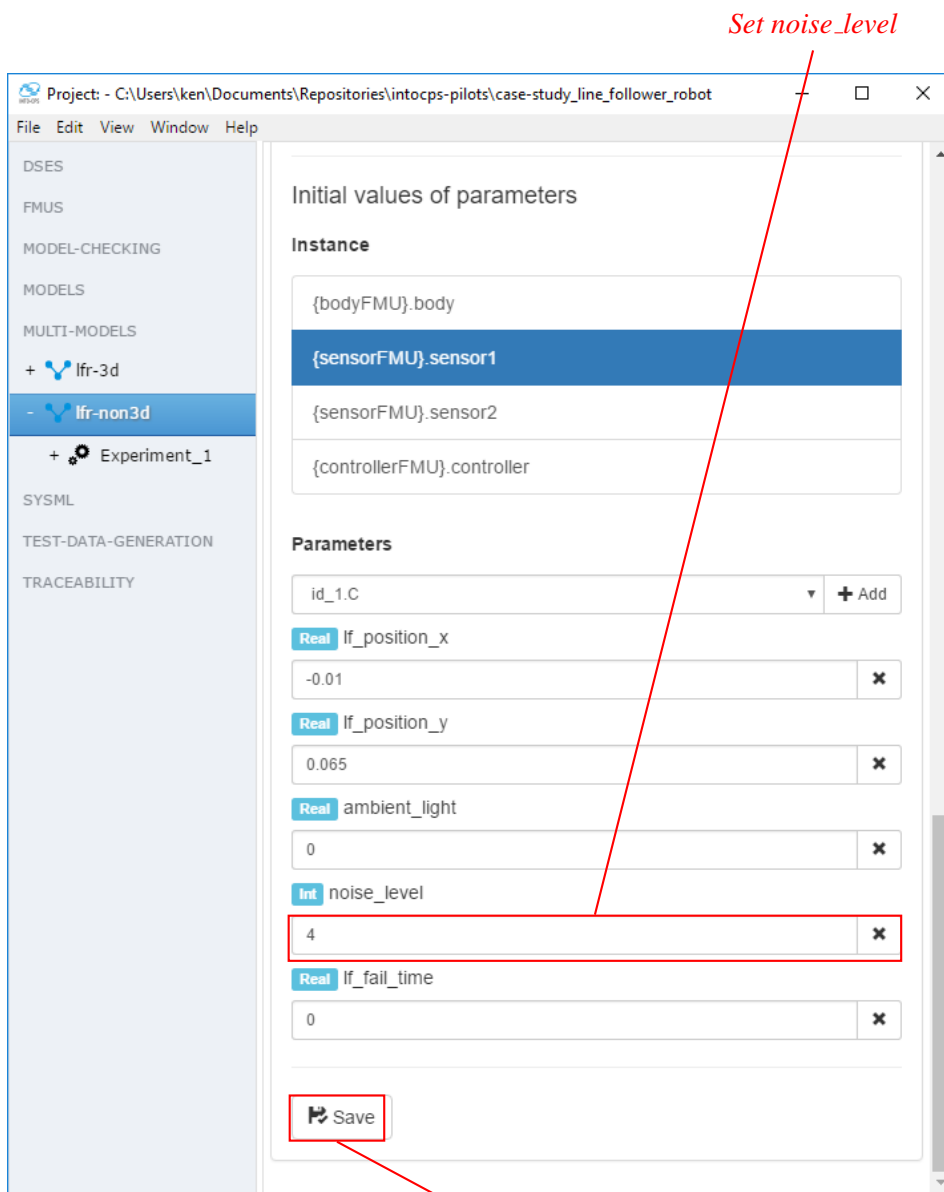 Set noise_level
Project: - C:\Users\ken\Documents\Repositories\intocps-pilots\case-study_line_follower_robot
File Edit View Window Help
DSES
FMUS
MODEL-CHECKING
MODELS
MULTI-MODELS
+ lfr-3d
- lfr-non3d
+ Experiment_1
SYSML
TEST-DATA-GENERATION
TRACEABILITY
Initial values of parameters
Instance
{bodyFMU}.body
{sensorFMU}.sensor1
{sensorFMU}.sensor2
{controllerFMU}.controller
Parameters
id_1.C ▾ + Add
Real lf_position_x
-0.01
Real lf_position_y
0.065
Real ambient_light
0
Int noise_level
4
Real lf_fail_time
0
Save